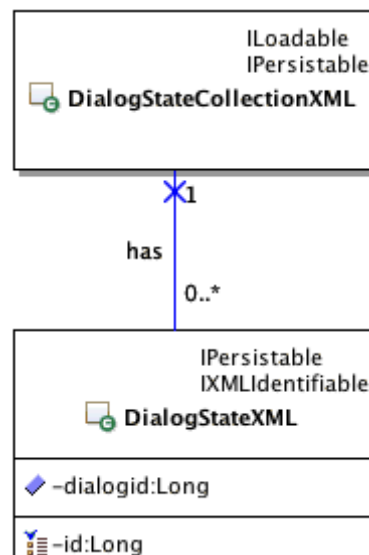 ILoadable
IPersistable
DialogStateCollectionXML
1
has
0..*
IPersistable
IXMLIdentifiable
DialogStateXML
-dialogid:Long
-id:Long